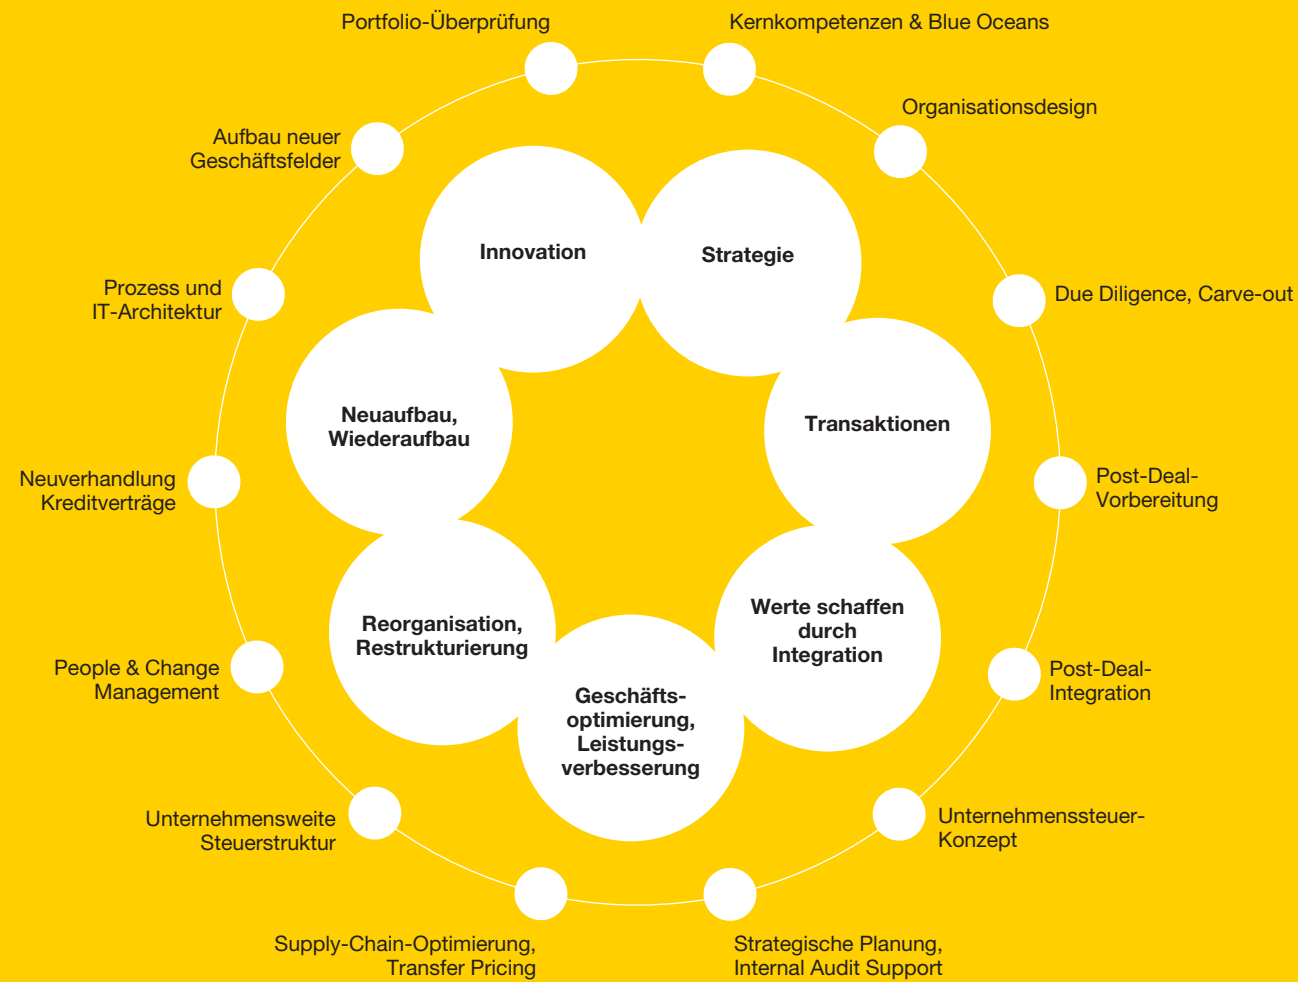 Portfolio-Überprüfung
Kernkompetenzen & Blue Oceans
Organisationsdesign
Aufbau neuer
Geschäftsfelder
Innovation
Strategie
Prozess und
IT-Architektur
Due Diligence, Carve-out
Neuaufbau,
Wiederaufbau
Transaktionen
Neuverhandlung
Kreditverträge
Post-Deal-
Vorbereitung
Reorganisation,
Restrukturierung
Werte schaffen
durch
Integration
People & Change
Management
Post-Deal-
Integration
Geschäfts-
optimierung,
Leistungs-
verbesserung
Unternehmensweite
Steuerstruktur
Unternehmenssteuer-
Konzept
Supply-Chain-Optimierung,
Transfer Pricing
Strategische Planung,
Internal Audit Support